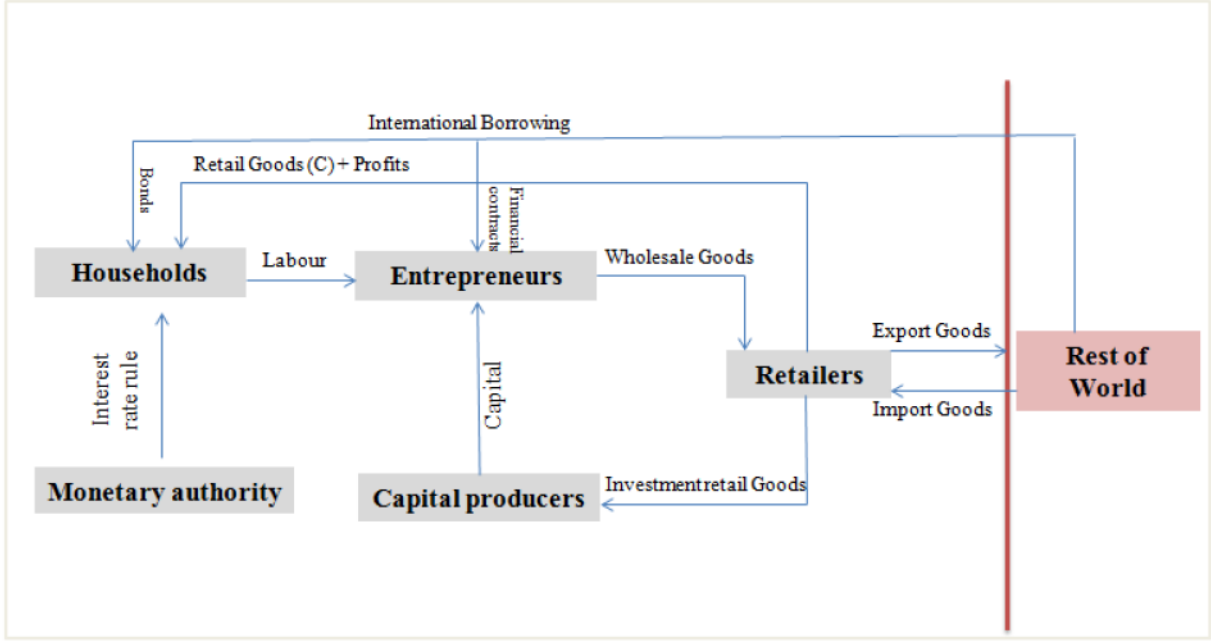 International Borrowing
Retail Goods (C) + Profits
Bonds
Financial
contracts
Households
Labour
Entrepreneurs
Wholesale Goods
Export Goods
Rest of
World
Retailers
Import Goods
Interest
rate rule
Capital
Monetary authority
Capital producers
Investmentretail Goods